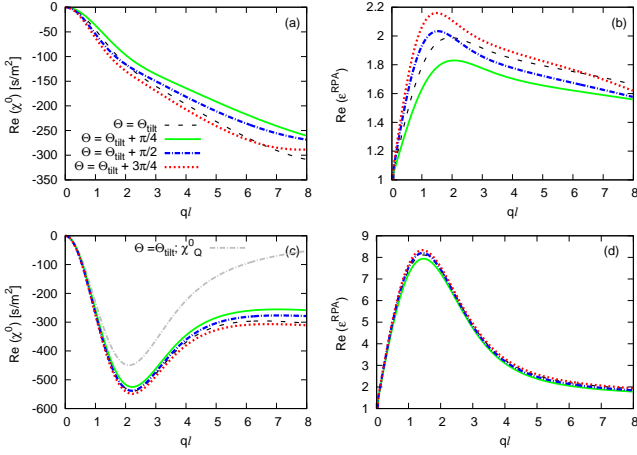 Re (χ⁰) [s/m²]
0
-50
-100
-150
-200
-250
-300
-350
(a)
Θ = Θtilt
Θ = Θtilt + π/4
Θ = Θtilt + π/2
Θ = Θtilt + 3π/4
0 1 2 3 4 5 6 7 8
ql
Re (ε^RPA)
2.2
2
1.8
1.6
1.4
1.2
1
(b)
0 1 2 3 4 5 6 7 8
ql
Re (χ⁰) [s/m²]
0
-100
-200
-300
-400
-500
-600
Θ =Θtilt; χ⁰Q
(c)
0 1 2 3 4 5 6 7 8
ql
Re (ε^RPA)
9
8
7
6
5
4
3
2
1
(d)
0 1 2 3 4 5 6 7 8
ql